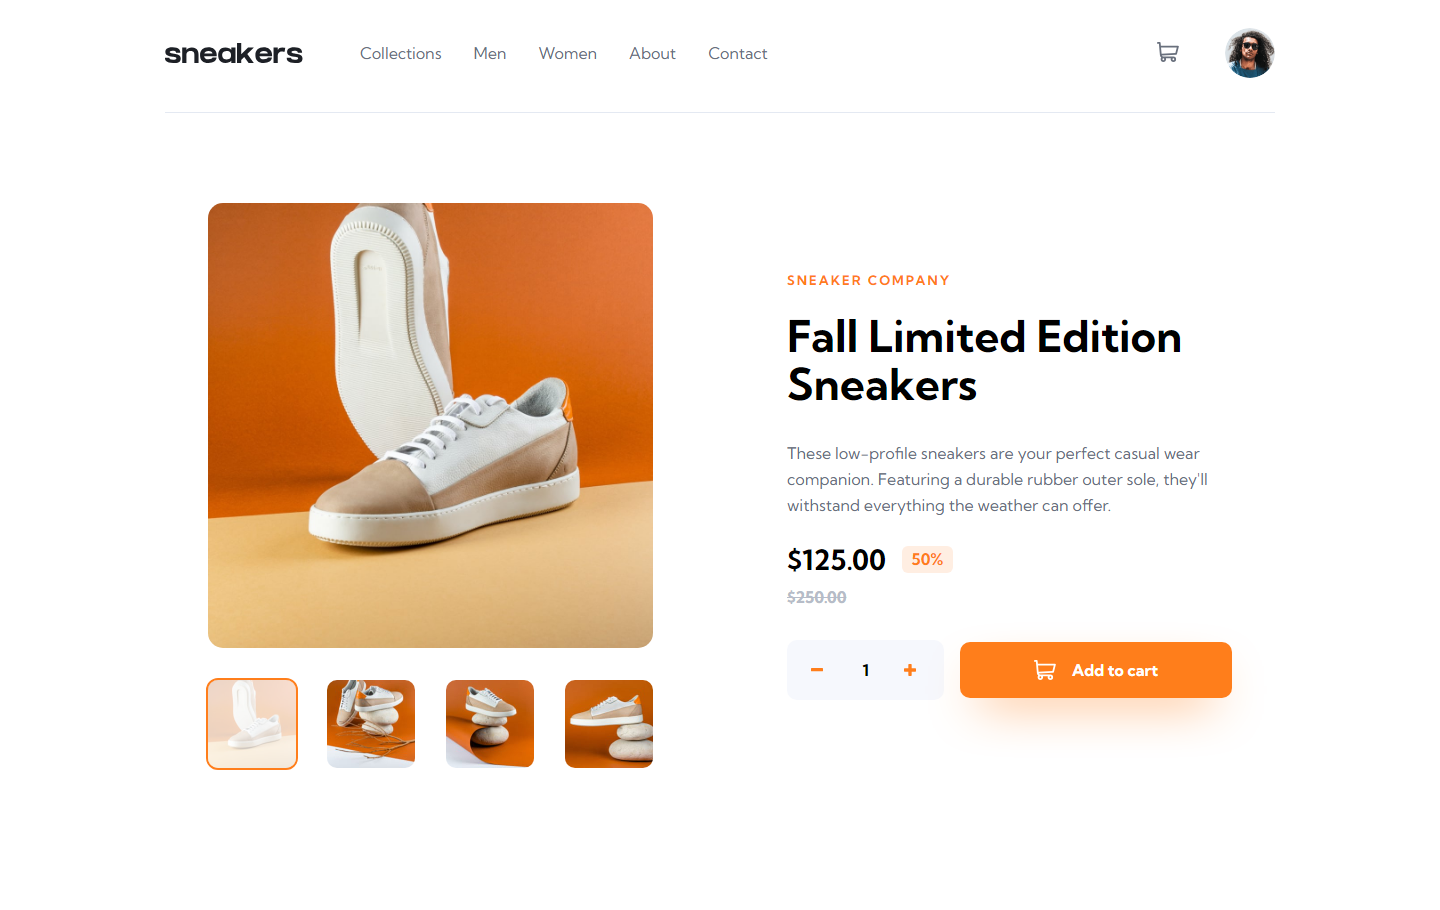 sneakers Collections Men Women About Contact
SNEAKER COMPANY
Fall Limited Edition
Sneakers
These low-profile sneakers are your perfect casual wear
companion. Featuring a durable rubber outer sole, they'll
withstand everything the weather can offer.
$125.00 50%
$250.00
1 Add to cart